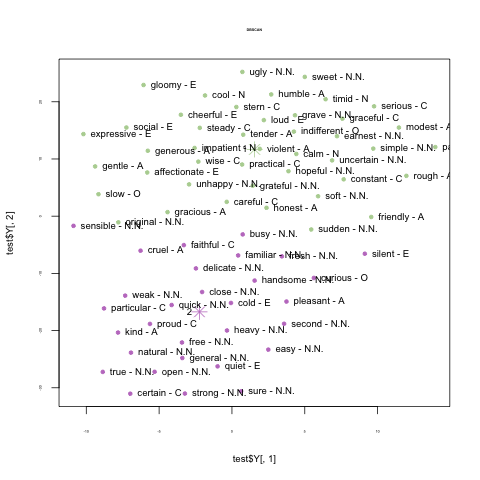 DBSCAN
ugly - N.N.
sweet - N.N.
gloomy - E
cool - N
humble - A
timid - N
stern - C
serious - C
cheerful - E
loud - E
grave - N.N.
graceful - C
social - E
steady - C
indifferent - O
modest - A
expressive - E
tender - A
earnest - N.N.
generous - A
impatient - N
violent - A
simple - N.N.
pa
calm - N
wise - C
practical - C
uncertain - N.N.
gentle - A
affectionate - E
hopeful - N.N.
rough - A
constant - C
unhappy - N.N.
grateful - N.N.
slow - O
soft - N.N.
careful - C
gracious - A
honest - A
friendly - A
original - N.N.
sensible - N.N.
sudden - N.N.
busy - N.N.
faithful - C
cruel - A
familiar - N.N.
fresh - N.N.
silent - E
delicate - N.N.
handsome - N.N.
curious - O
weak - N.N.
close - N.N.
cold - E
pleasant - A
particular - C
quick - N.N.
2
proud - C
second - N.N.
kind - A
heavy - N.N.
free - N.N.
natural - N.N.
general - N.N.
easy - N.N.
quiet - E
true - N.N.
open - N.N.
certain - C
strong - N.N.
sure - N.N.
test$Y[, 2]
test$Y[, 1]